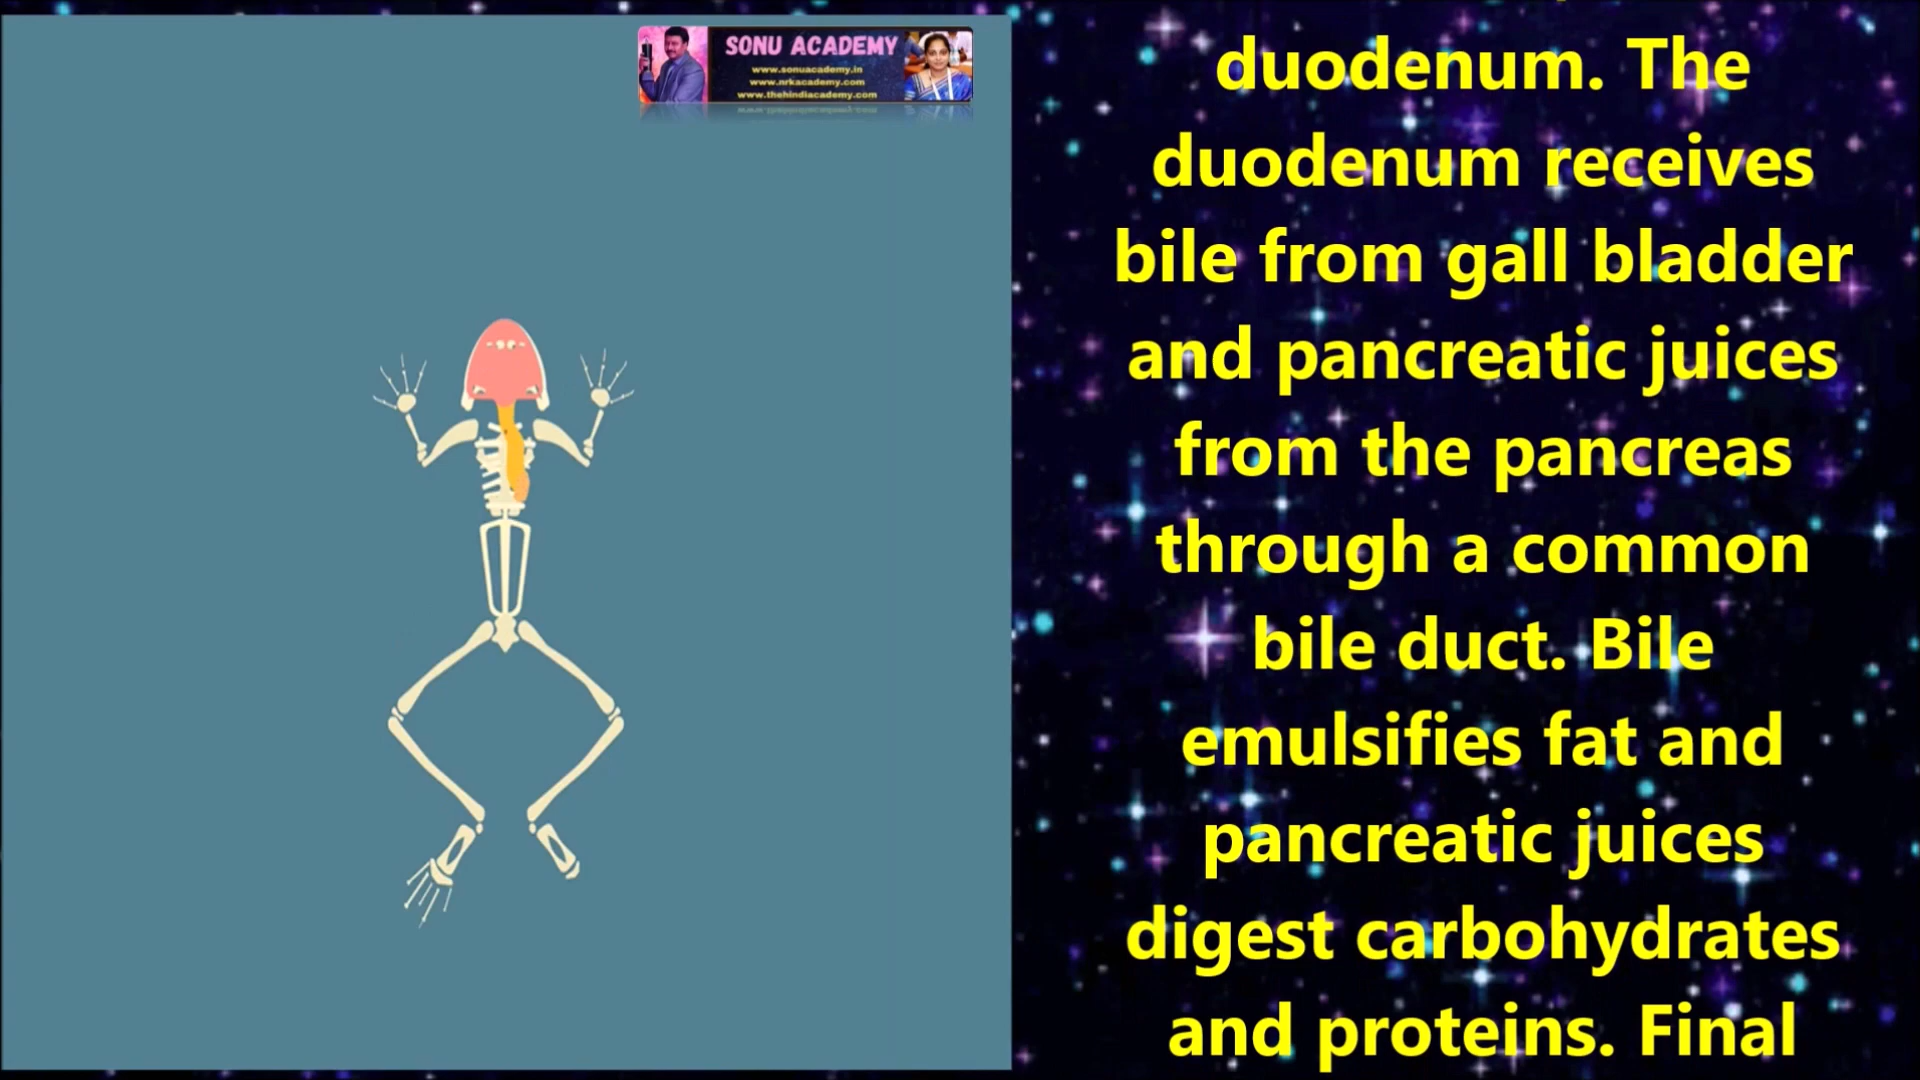 SONU ACADEMY
www.sonuacademy.in
www.nrkacademy.com
www.thehindiacademy.com
duodenum. The
duodenum receives
bile from gall bladder
and pancreatic juices
from the pancreas
through a common
bile duct. Bile
emulsifies fat and
pancreatic juices
digest carbohydrates
and proteins. Final